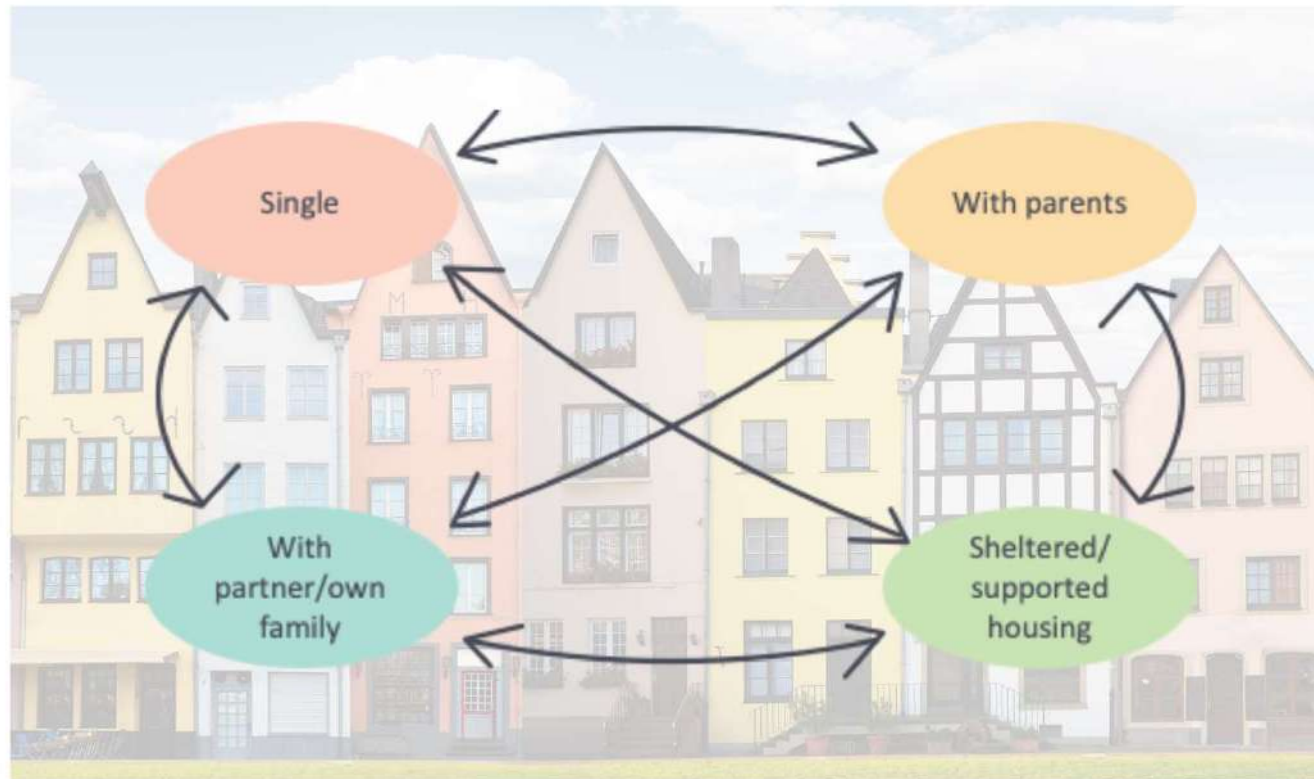 Single
With parents
With
partner/own
family
Sheltered/
supported
housing